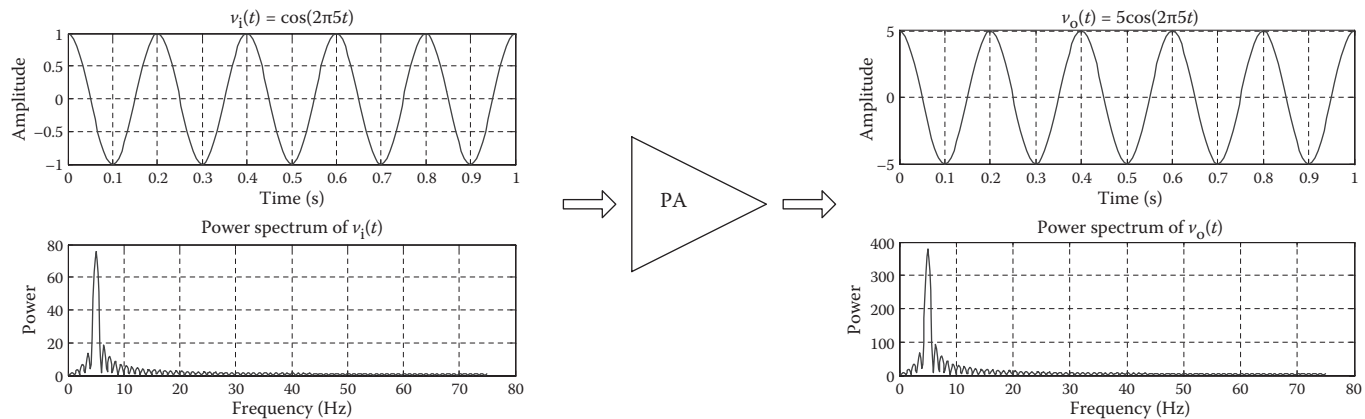 νi(t) = cos(2π5t)
Amplitude
1
0.5
0
−0.5
−1
0 0.1 0.2 0.3 0.4 0.5 0.6 0.7 0.8 0.9 1
Time (s)
Power spectrum of νi(t)
Power
80
60
40
20
0
0 10 20 30 40 50 60 70 80
Frequency (Hz)
PA
νo(t) = 5cos(2π5t)
Amplitude
5
0
−5
0 0.1 0.2 0.3 0.4 0.5 0.6 0.7 0.8 0.9 1
Time (s)
Power spectrum of νo(t)
Power
400
300
200
100
0
0 10 20 30 40 50 60 70 80
Frequency (Hz)